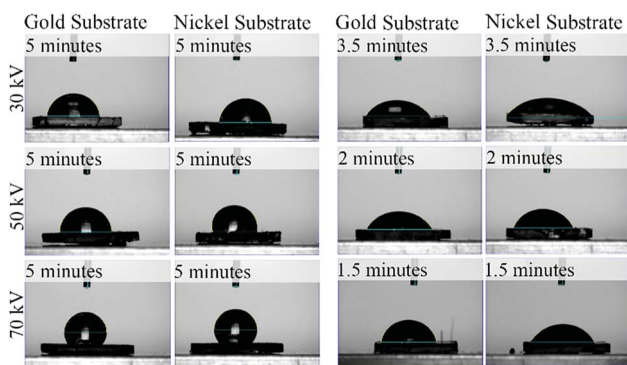 Gold Substrate Nickel Substrate Gold Substrate Nickel Substrate
30 kV
5 minutes 5 minutes 3.5 minutes 3.5 minutes
50 kV
5 minutes 5 minutes 2 minutes 2 minutes
70 kV
5 minutes 5 minutes 1.5 minutes 1.5 minutes